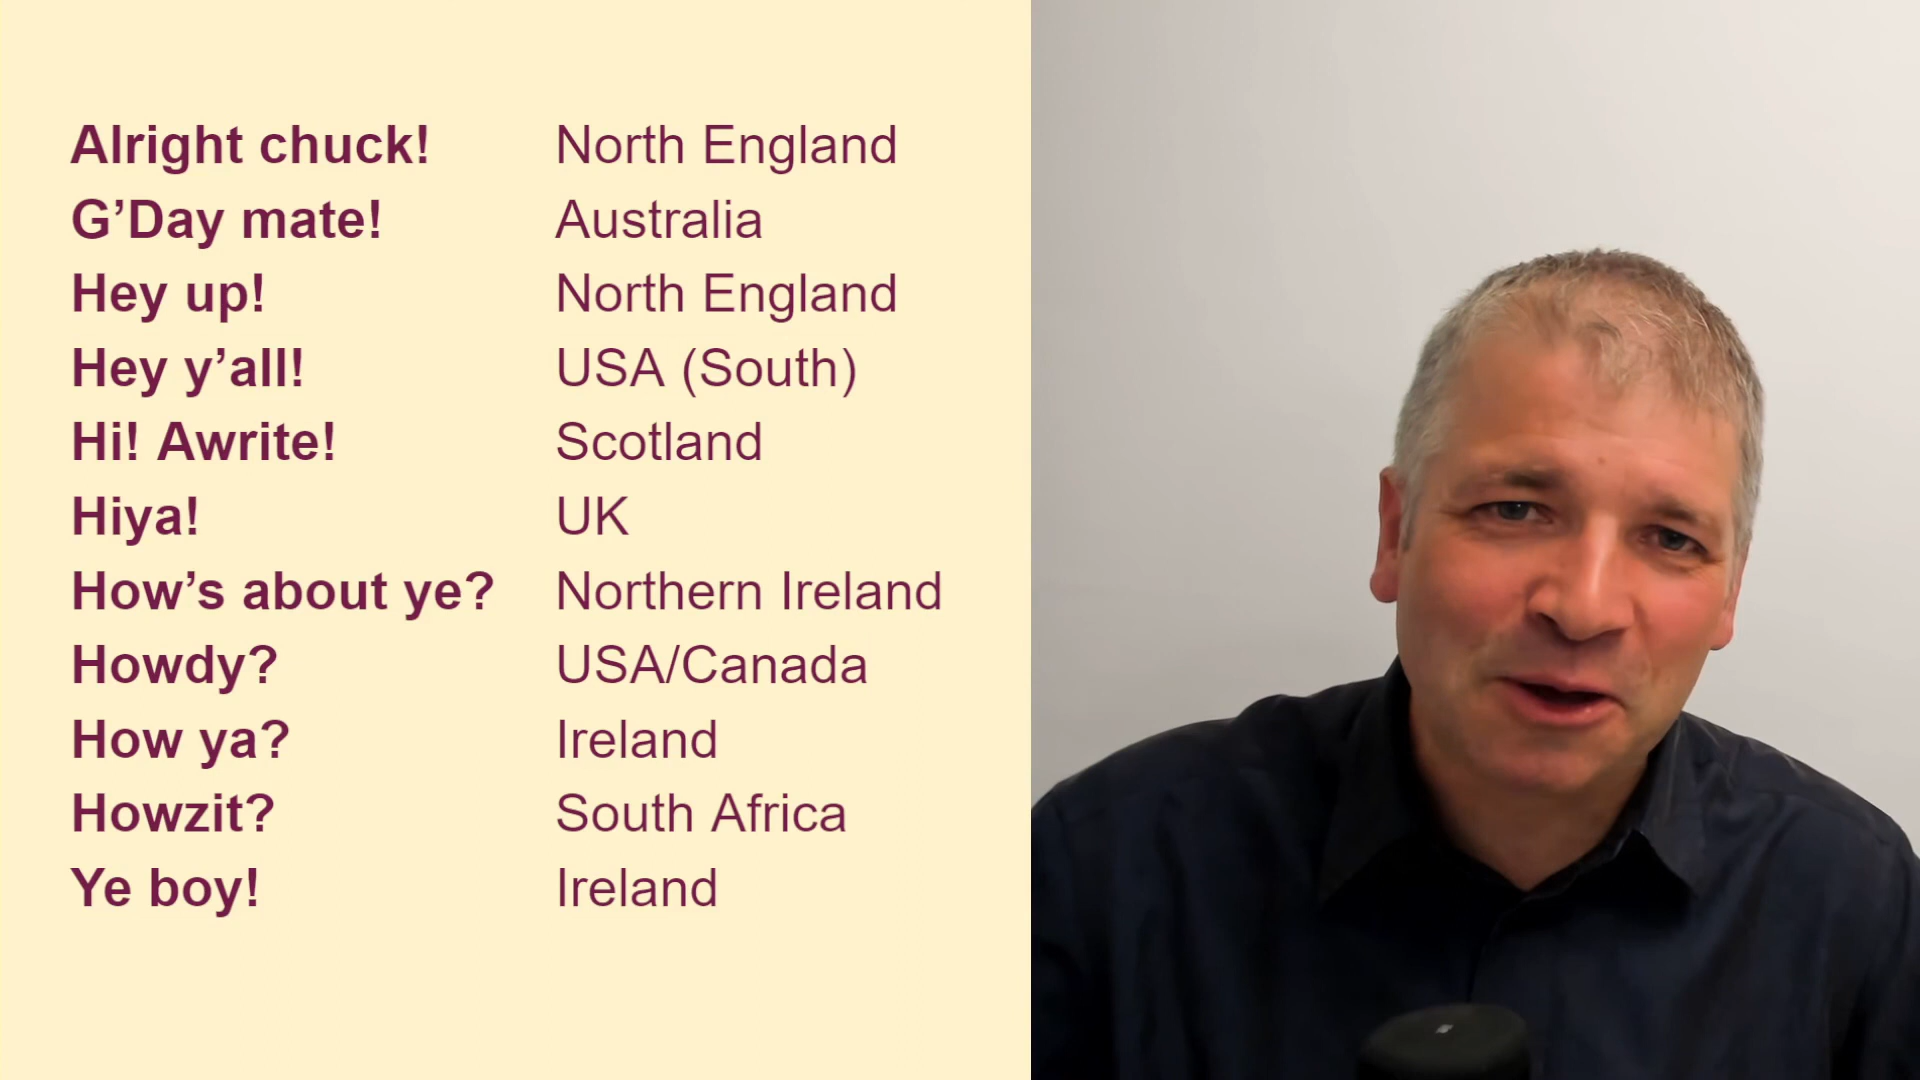 Alright chuck! North England
G’Day mate! Australia
Hey up! North England
Hey y’all! USA (South)
Hi! Awrite! Scotland
Hiya! UK
How’s about ye? Northern Ireland
Howdy? USA/Canada
How ya? Ireland
Howzit? South Africa
Ye boy! Ireland